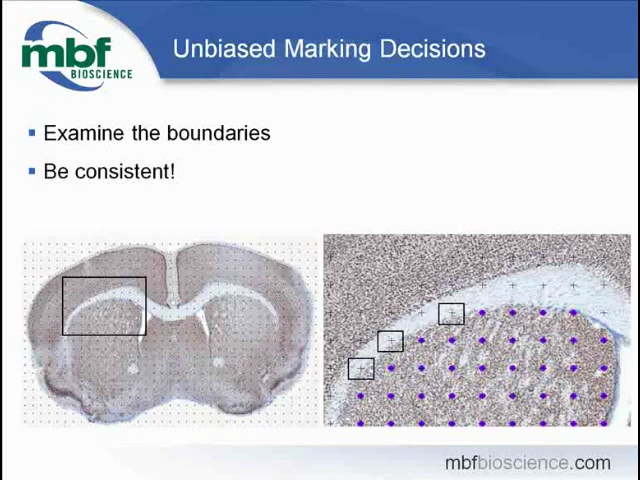 mbf
BIOSCIENCE
Unbiased Marking Decisions
Examine the boundaries
Be consistent!
mbfbioscience.com